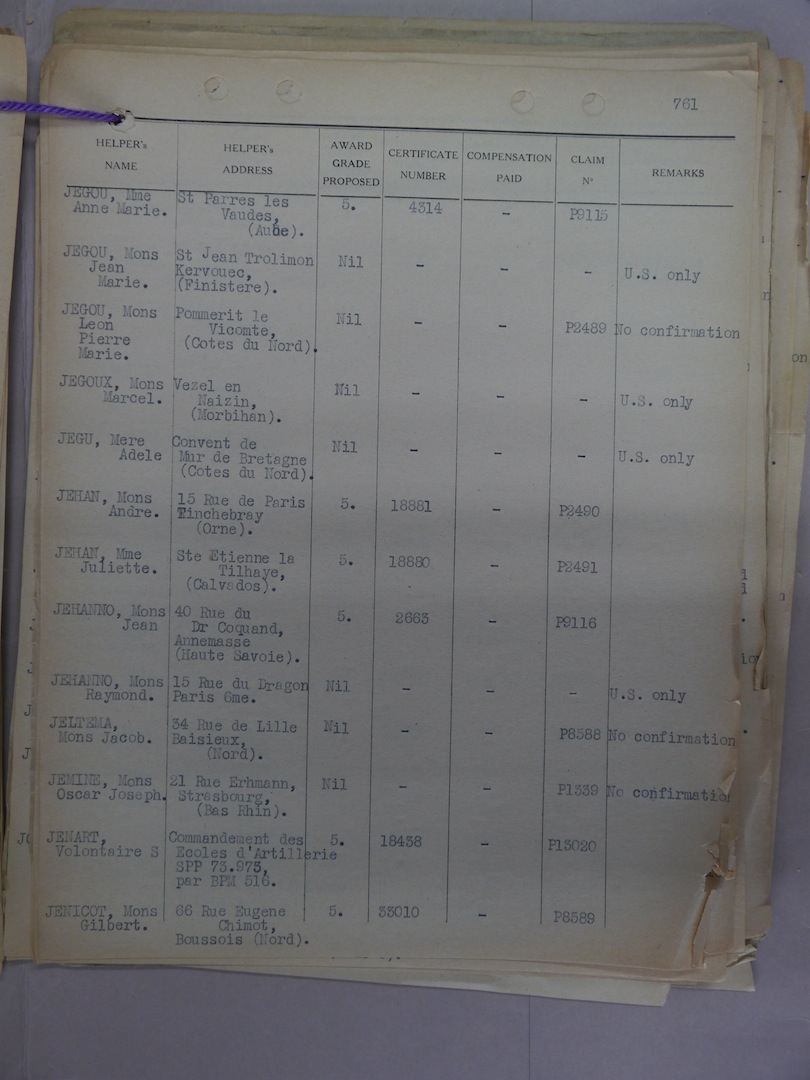 761
HELPER's NAME HELPER's ADDRESS AWARD GRADE PROPOSED CERTIFICATE NUMBER COMPENSATION PAID CLAIM Nº REMARKS
JEGOU, Mme St Parres les 5. 4314 - P9115
Anne Marie. Vaudes,
(Aube).
JEGOU, Mons St Jean Trolimon Nil - - - U.S. only
Jean Kervouec,
Marie. (Finistere).
JEGOU, Mons Pommerit le Nil - - P2489 No confirmation
Leon Vicomte,
Pierre (Cotes du Nord).
Marie.
JEGOUX, Mons Vezel en Nil - - - U.S. only
Marcel. Naizin,
(Morbihan).
JEGU, Mere Convent de Nil - - - U.S. only
Adele Mur de Bretagne
(Cotes du Nord).
JEHAN, Mons 15 Rue de Paris 5. 18881 - P2490
Andre. Tinchebray
(Orne).
JEHAN, Mme Ste Etienne la 5. 18880 - P2491
Juliette. Tilhaye,
(Calvados).
JEHANNO, Mons 40 Rue du 5. 2663 - P9116
Jean Dr Coquand,
Annemasse
(Haute Savoie).
JEHANNO, Mons 15 Rue du Dragon Nil - - - U.S. only
Raymond. Paris 6me.
JELTEMA, 34 Rue de Lille Nil - - P8588 No confirmation
Mons Jacob. Baisieux,
(Nord).
JEMINE, Mons 21 Rue Erhmann, Nil - - P1339 No confirmation
Oscar Joseph. Strasbourg,
(Bas Rhin).
JENART, Commandement des 5. 18438 - P13020
Volontaire S Ecoles d'Artillerie
SPP 73.973,
par BPM 516.
JENICOT, Mons 66 Rue Eugene 5. 33010 - P8589
Gilbert. Chimot,
Boussois (Nord).